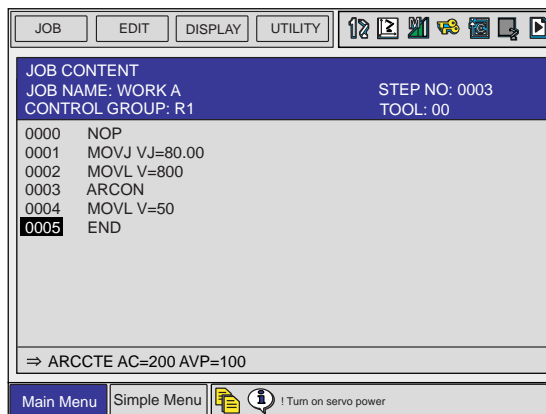 JOB EDIT DISPLAY UTILITY
JOB CONTENT
JOB NAME: WORK A STEP NO: 0003
CONTROL GROUP: R1 TOOL: 00
0000 NOP
0001 MOVJ VJ=80.00
0002 MOVL V=800
0003 ARCON
0004 MOVL V=50
0005 END
⇒ ARCCTE AC=200 AVP=100
Main Menu Simple Menu ! Turn on servo power